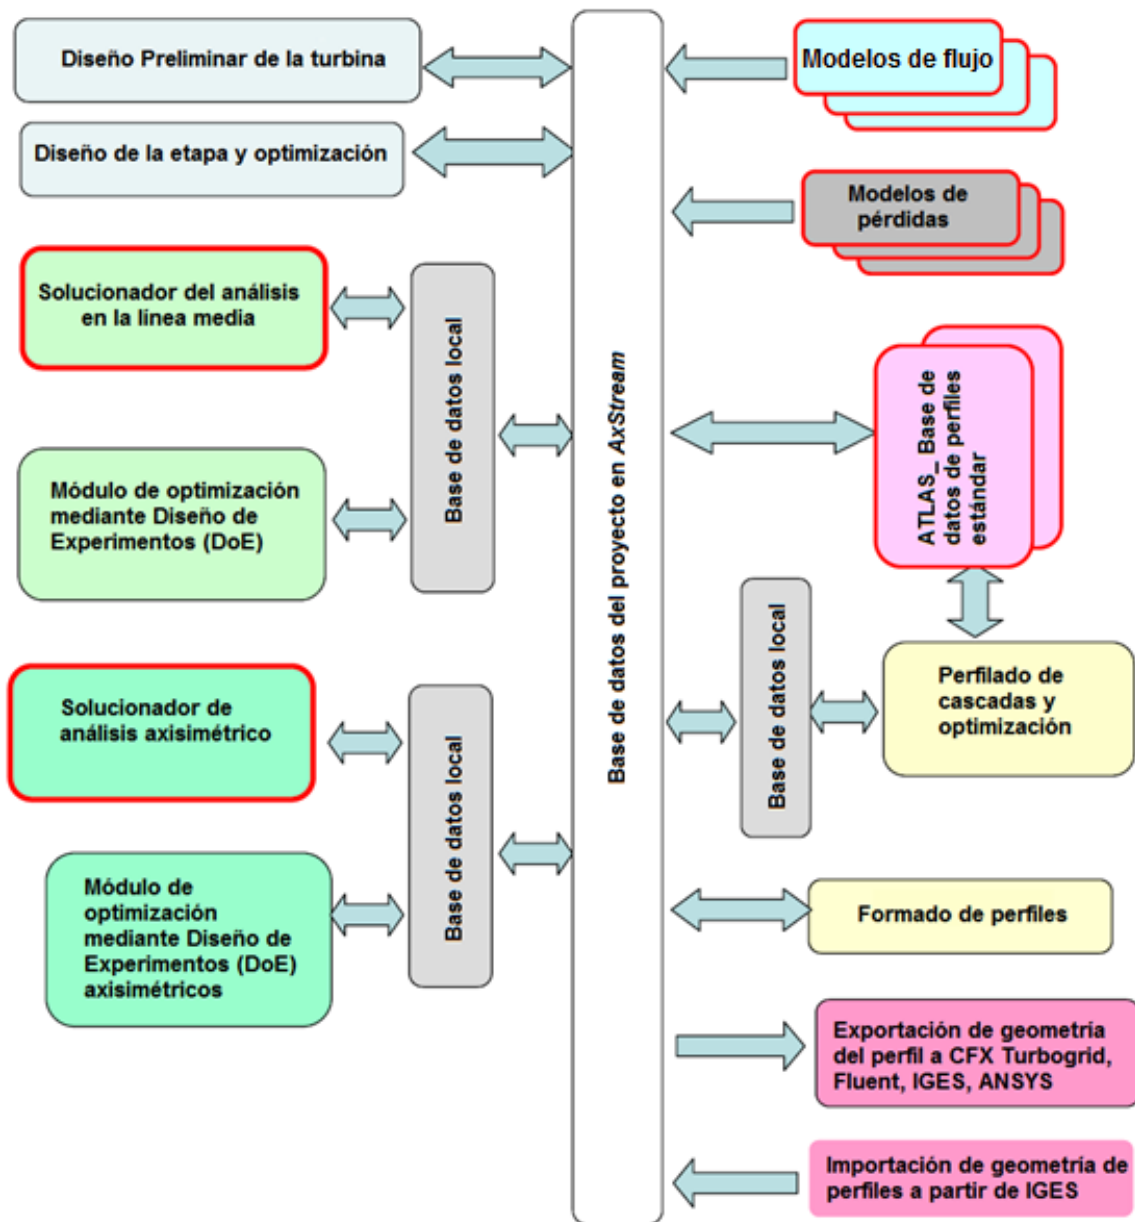 Diseño Preliminar de la turbina
Diseño de la etapa y optimización
Solucionador del análisis
en la línea media
Módulo de optimización
mediante Diseño de
Experimentos (DoE)
Base de datos local
Solucionador de
análisis axisimétrico
Módulo de
optimización
mediante Diseño de
Experimentos (DoE)
axisimétricos
Base de datos local
Base de datos del proyecto en AxStream
Modelos de flujo
Modelos de
pérdidas
ATLAS_ Base de
datos de perfiles
estándar
Base de datos local
Perfilado de
cascadas y
optimización
Formado de perfiles
Exportación de geometría
del perfil a CFX Turbogrid,
Fluent, IGES, ANSYS
Importación de geometría de
perfiles a partir de IGES